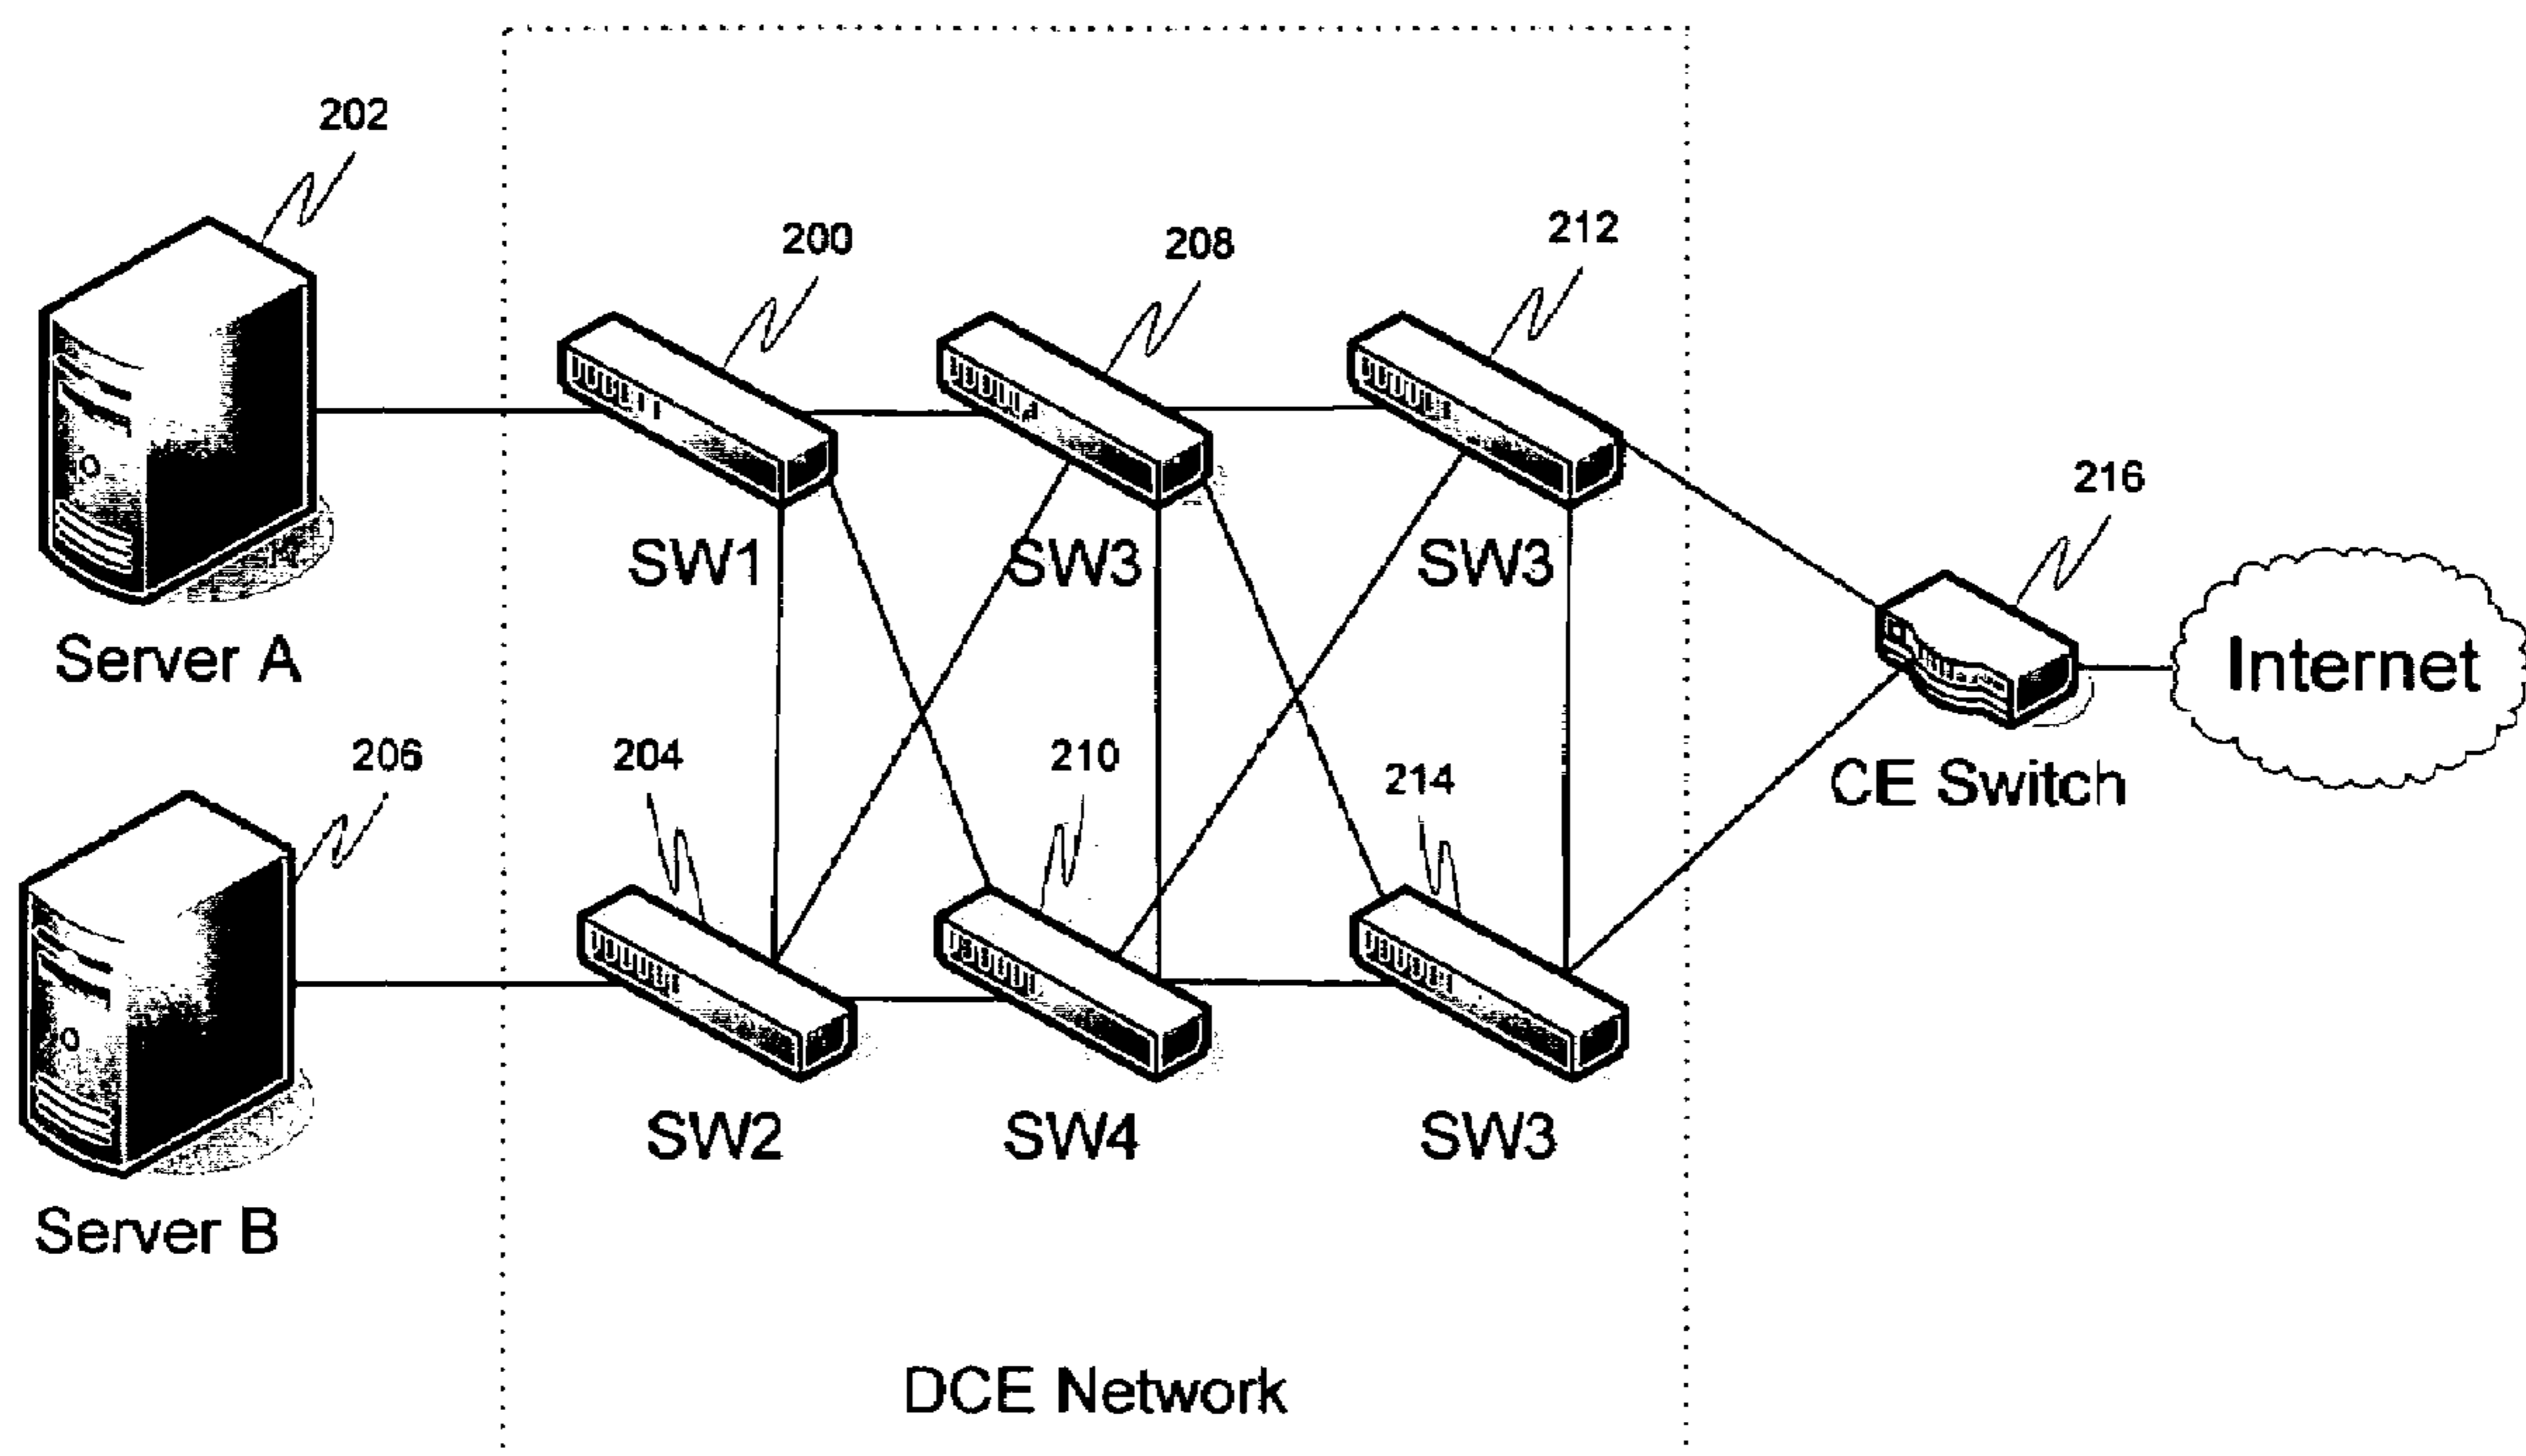 202
200
208
212
216
SW1
SW3
SW3
Server A
Internet
CE Switch
206
204
210
214
SW2
SW4
SW3
Server B
DCE Network